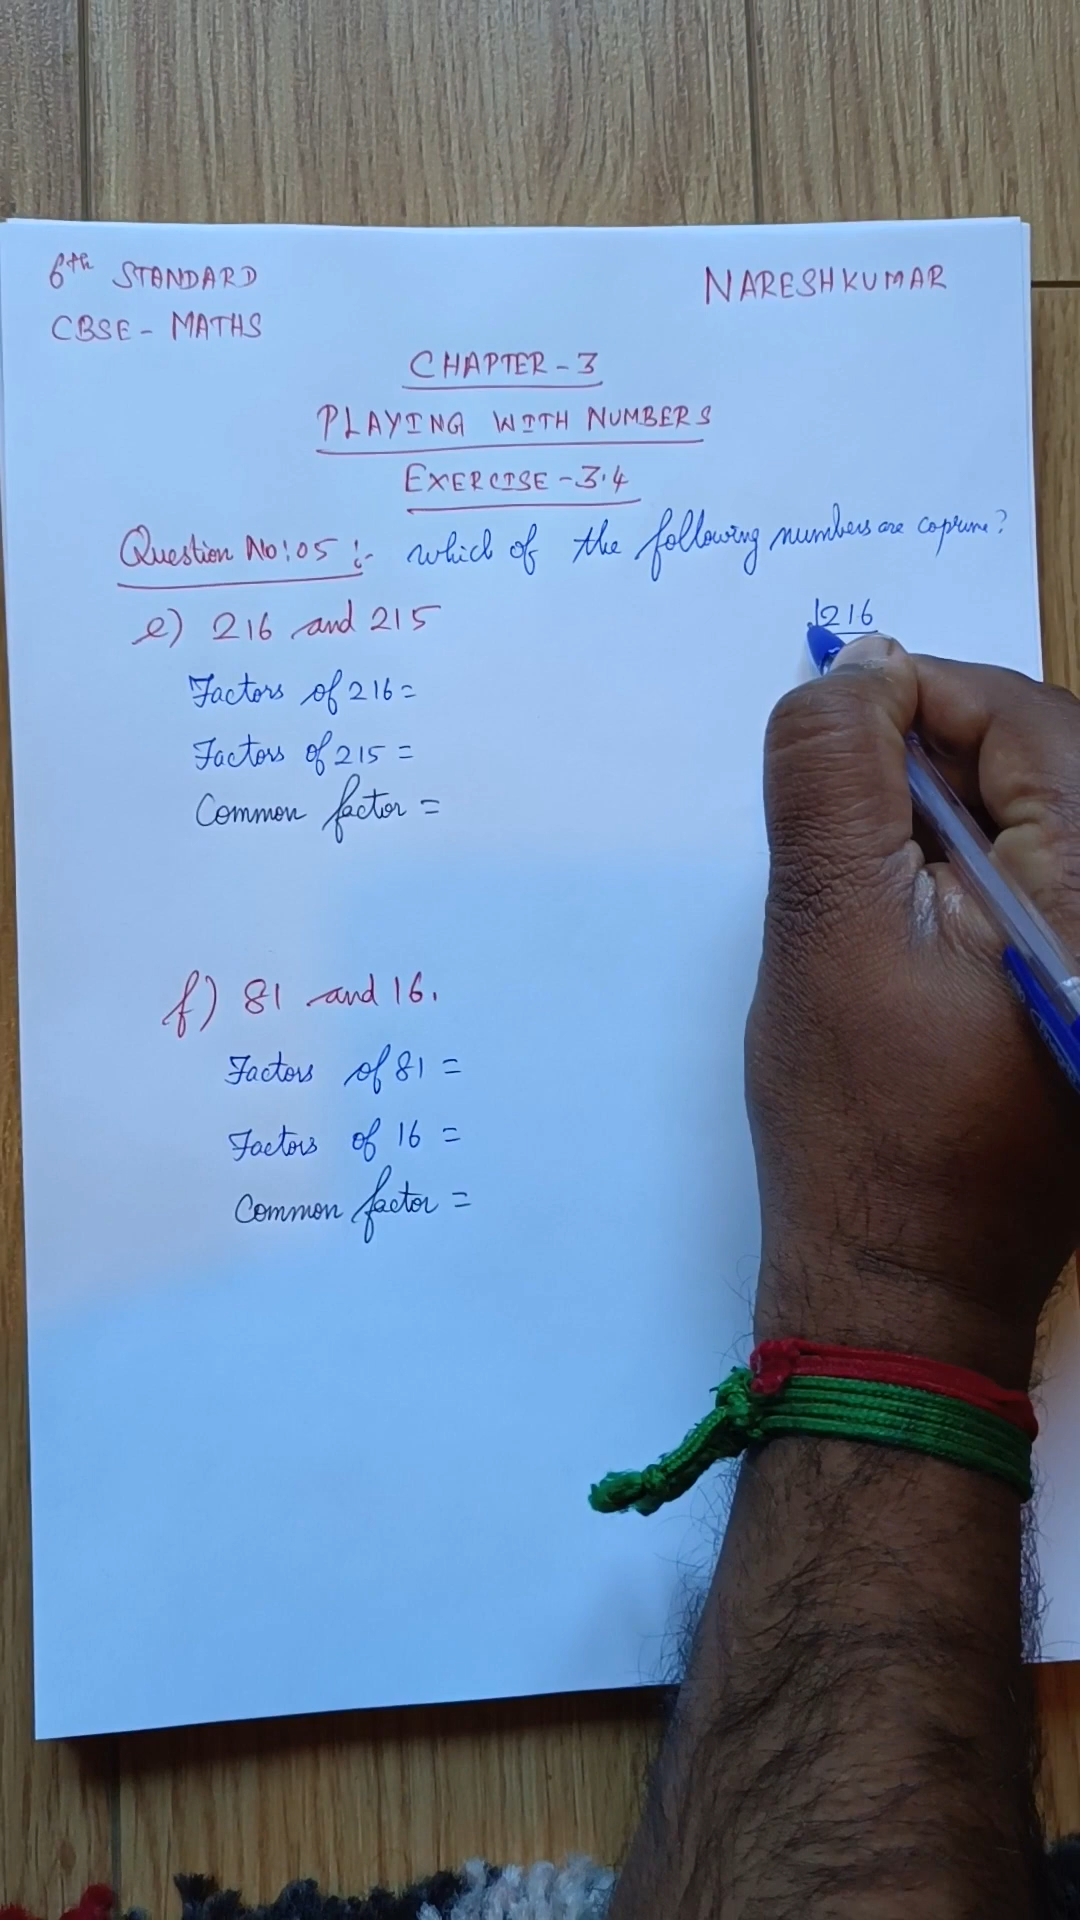 6th STANDARD
NARESHKUMAR
CBSE - MATHS
CHAPTER - 3
PLAYING WITH NUMBERS
EXERCISE - 3.4
Question No: 05 :- which of the following numbers are coprime?
e) 216 and 215
216
Factors of 216 =
Factors of 215 =
Common factor =
f) 81 and 16.
Factors of 81 =
Factors of 16 =
Common factor =